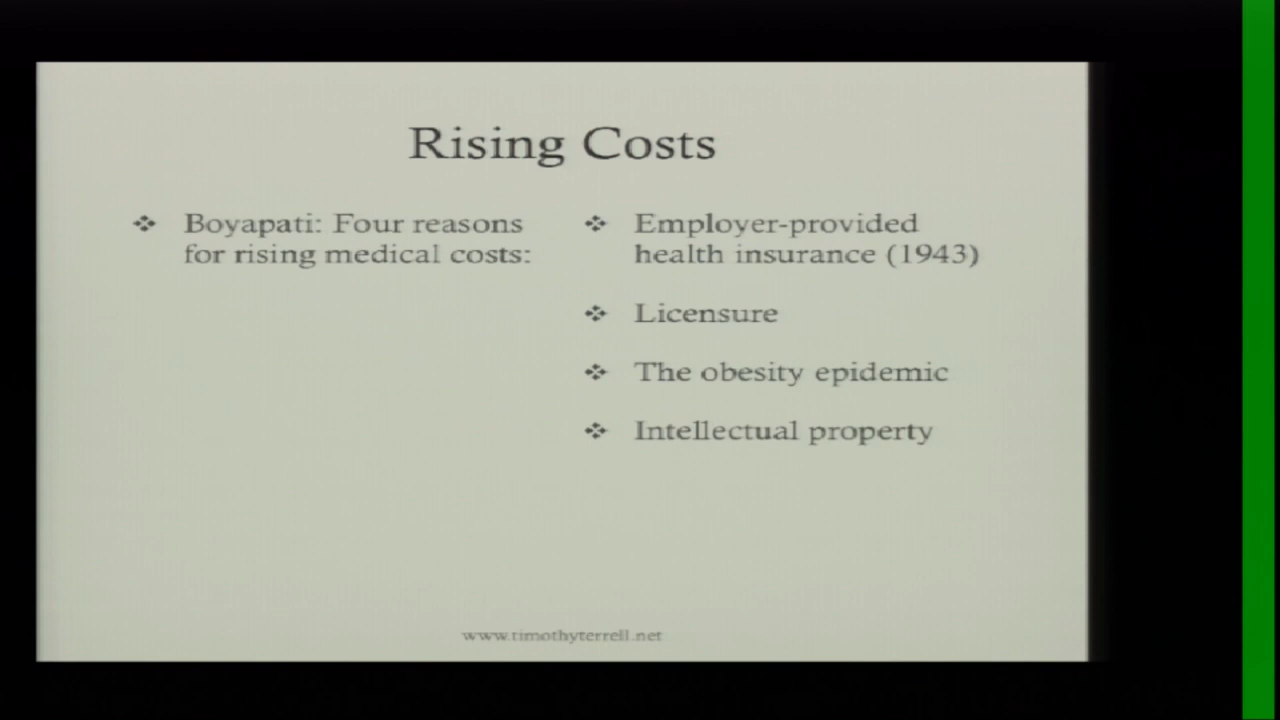 Rising Costs
Boyapati: Four reasons
for rising medical costs:
Employer-provided
health insurance (1943)
Licensure
The obesity epidemic
Intellectual property
www.timothyterrell.net